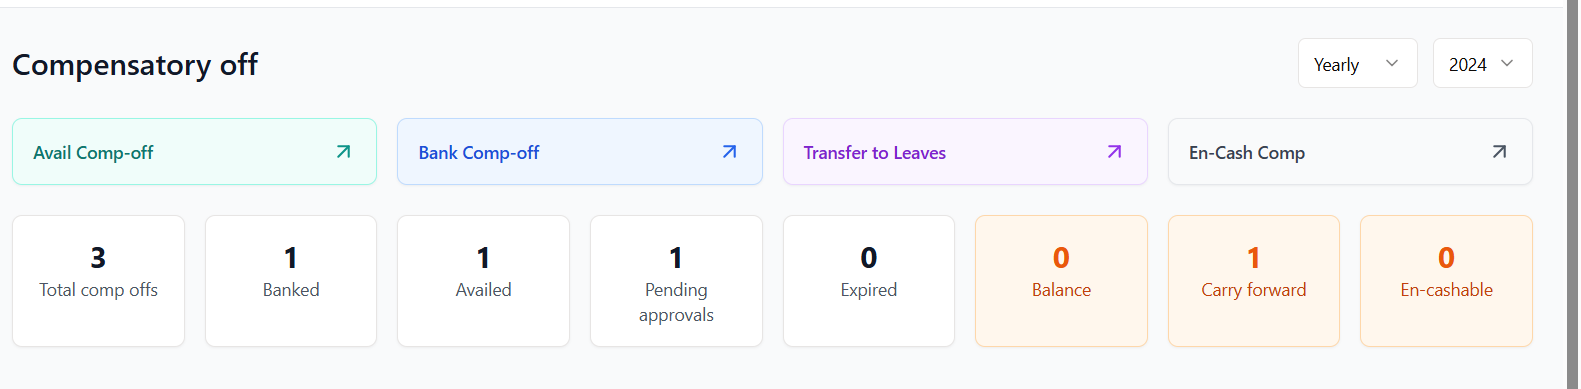 Compensatory off
Yearly
2024
Avail Comp-off
Bank Comp-off
Transfer to Leaves
En-Cash Comp
3
Total comp offs
1
Banked
1
Availed
1
Pending
approvals
0
Expired
0
Balance
1
Carry forward
0
En-cashable